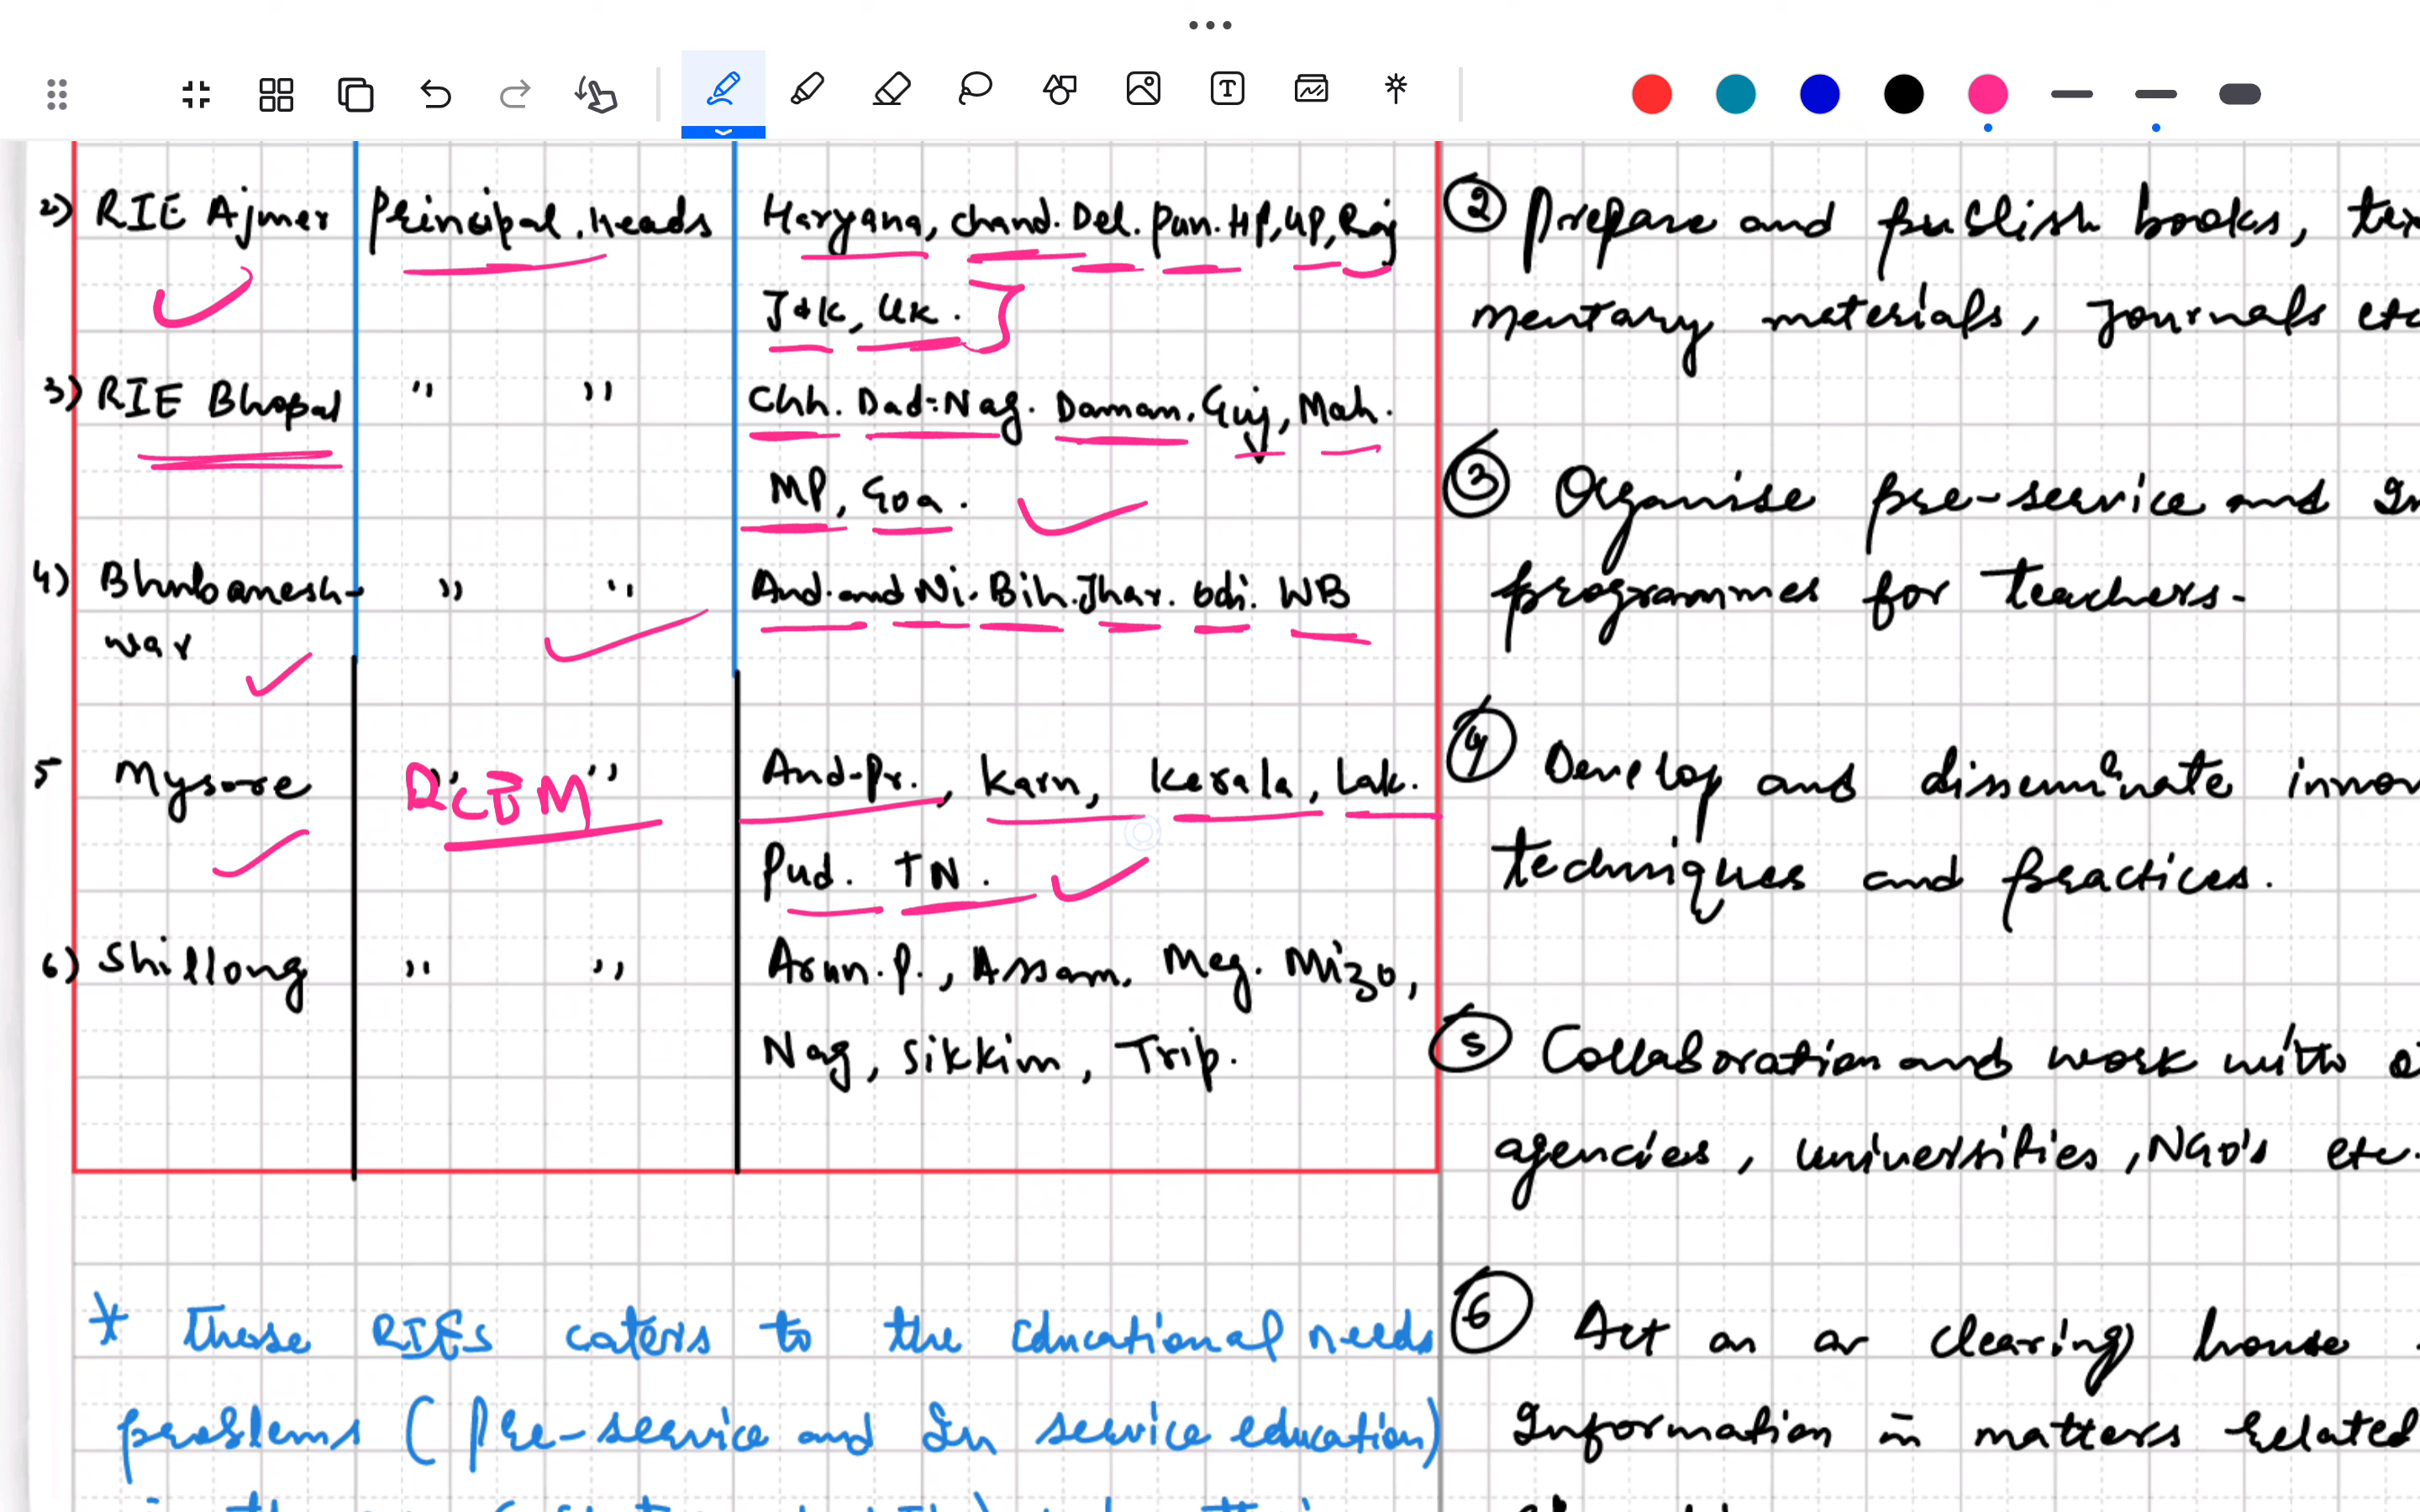 2) RIE Ajmer Principal. Heads Haryana, Chand. Del. Pun. HP, UP, Raj
J&K, UK.
3) RIE Bhopal " " Chh. Dad-Nag. Daman. Guj, Mah.
MP, Goa.
4) Bhubanesh- " " And. and Ni. Bih. Jhar. Odi. WB
war
5 Mysore " " And-Pr., Karn, Kerala, Lak.
Pud. TN.
6) Shillong " " Arun. P., Assam, Meg. Mizo,
Nag, Sikkim, Trip.
* These RIEs caters to the Educational needs
problems (Pre-service and In service education)
② Prepare and publish books,
mentary materials, Journals etc
③ Organise pre-service and
programmes for teachers.
④ Develop and disseminate
techniques and practices.
⑤ Collaboration and work with
agencies, universities, NGO's etc.
⑥ Act as a clearing house
Information in matters related